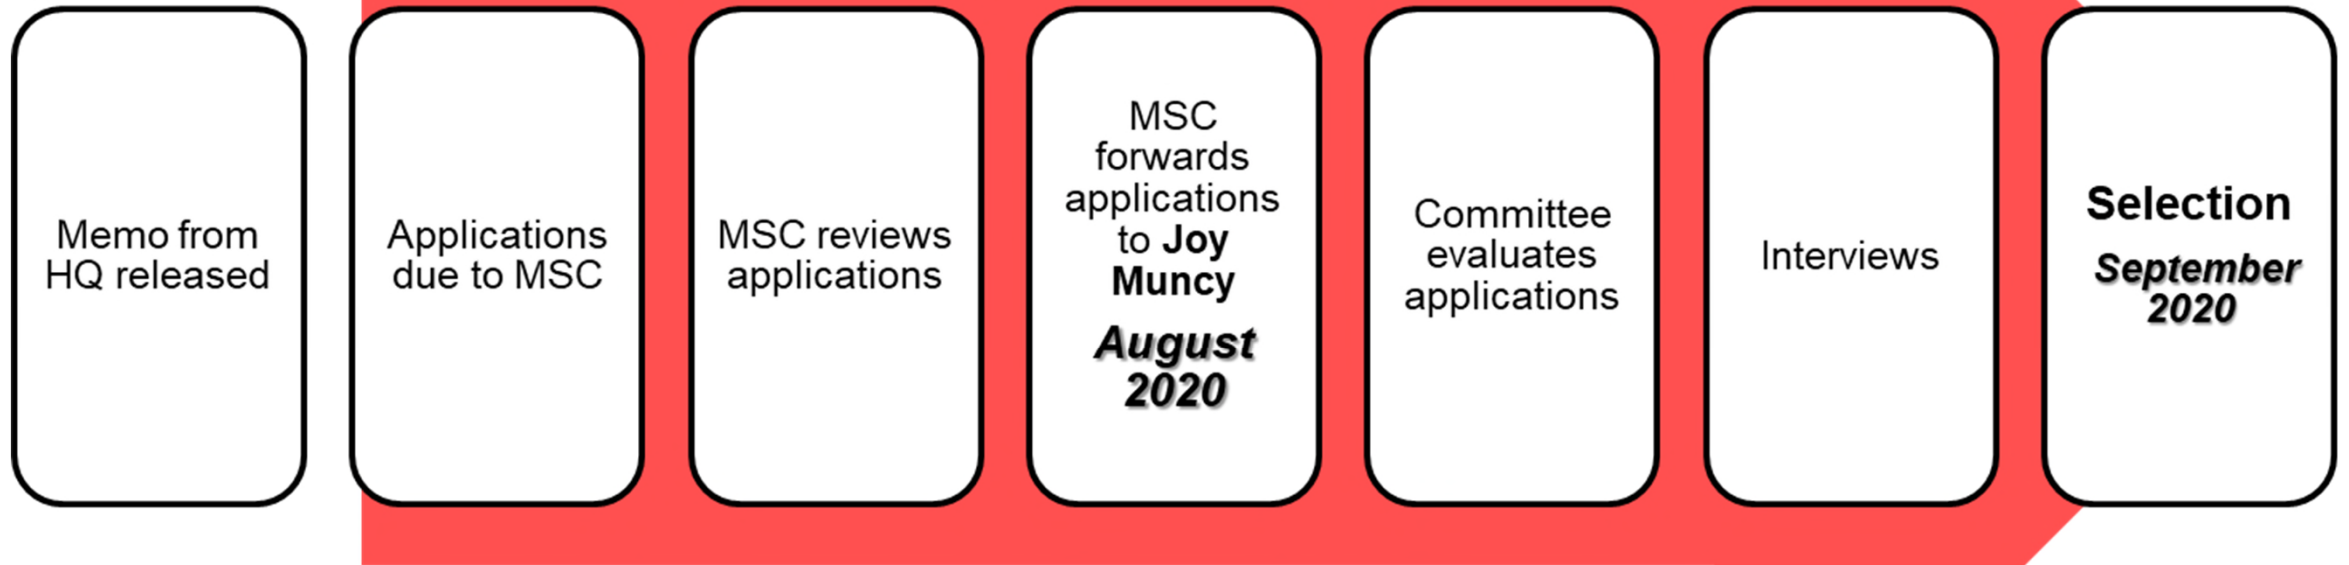 Memo from
HQ released
Applications
due to MSC
MSC reviews
applications
MSC
forwards
applications
to Joy
Muncy
August
2020
Committee
evaluates
applications
Interviews
Selection
September
2020